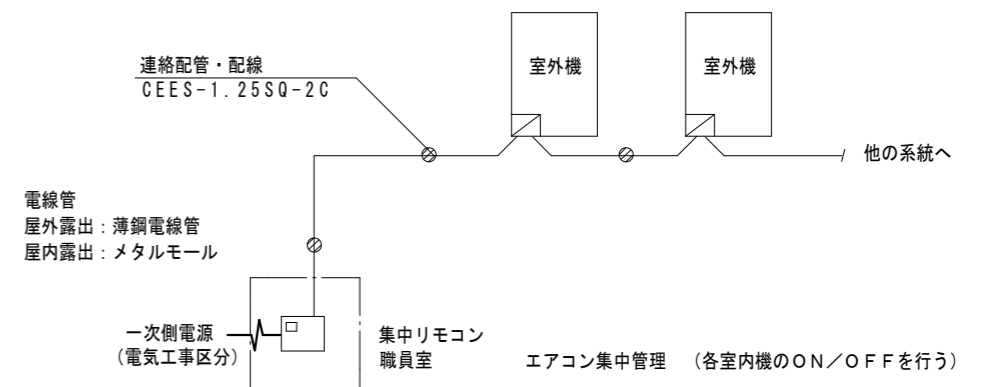 連絡配管・配線
CEES-1.25SQ-2C
室外機
室外機
他の系統へ
電線管
屋外露出:薄鋼電線管
屋内露出:メタルモール
一次側電源
(電気工事区分)
集中リモコン
職員室
エアコン集中管理 (各室内機のON/OFFを行う)